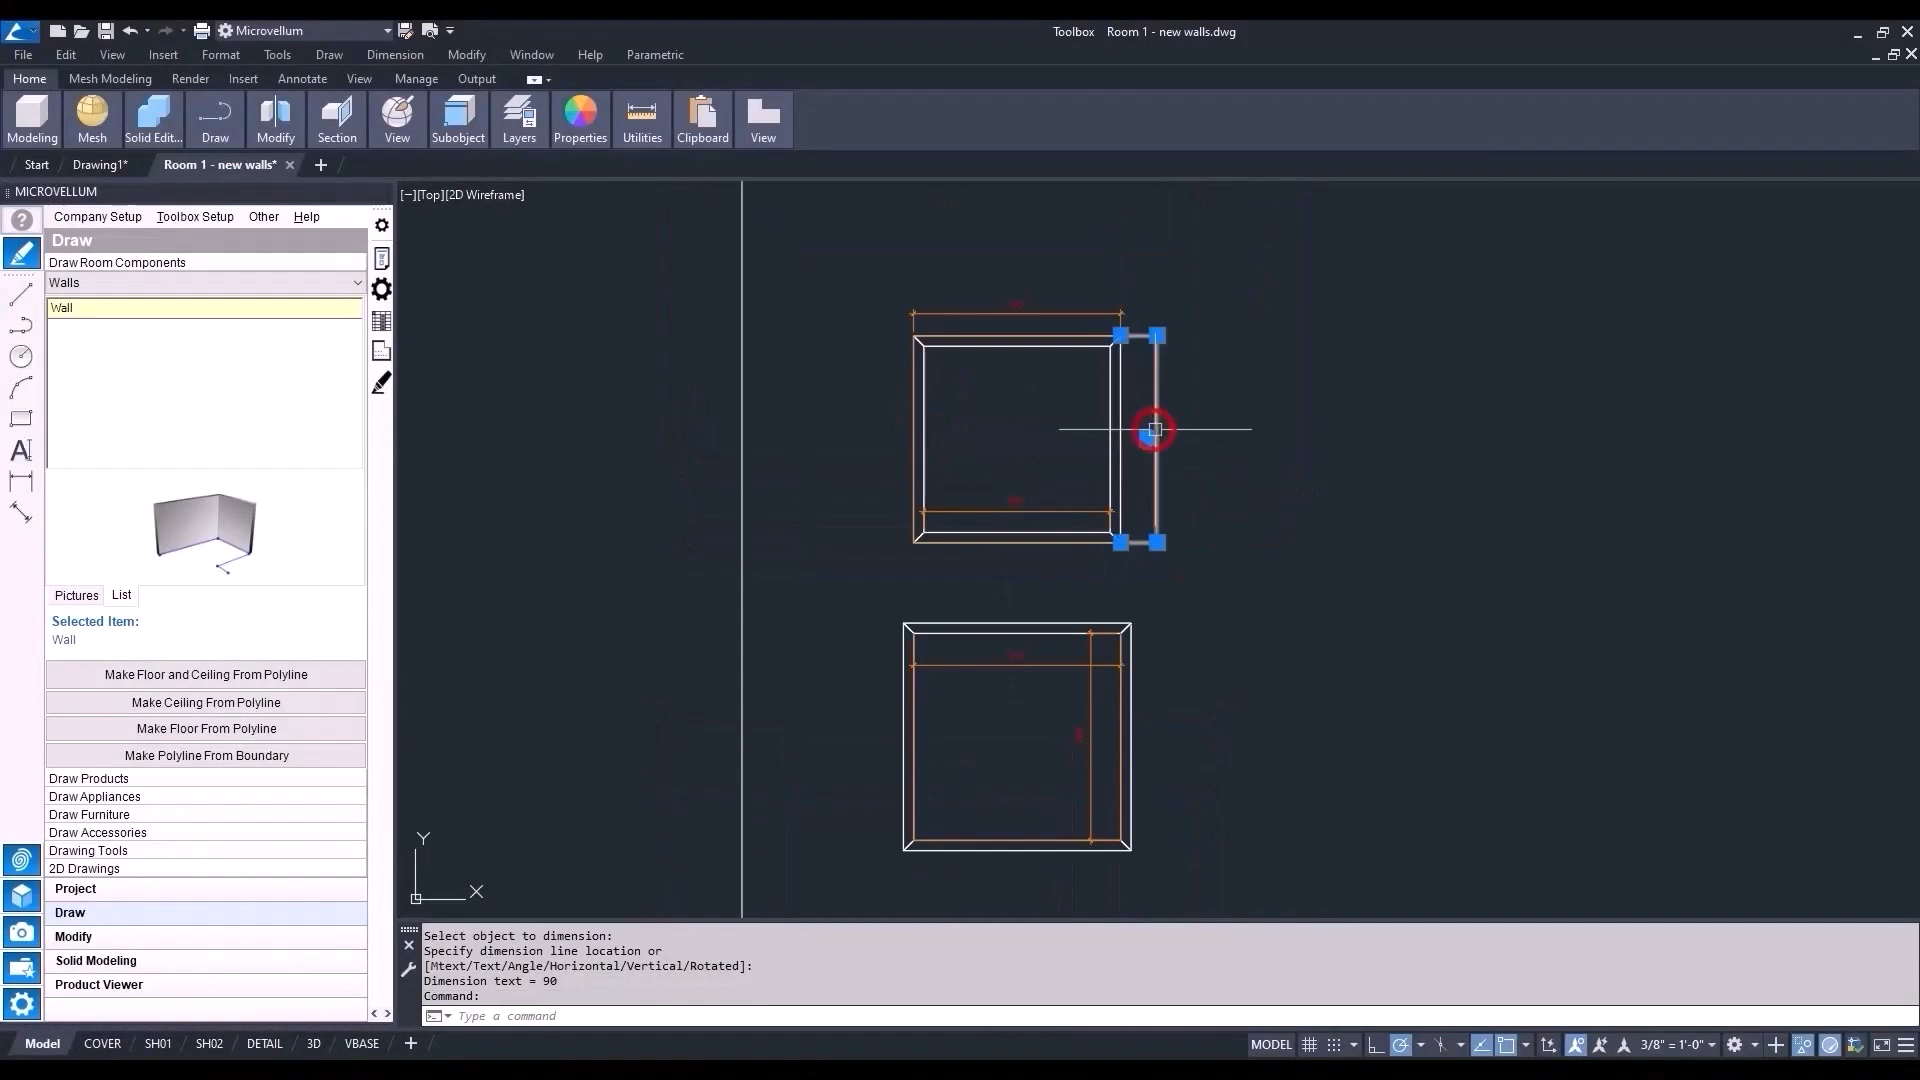 Microvellum
Toolbox Room 1 - new walls.dwg
File Edit View Insert Format Tools Draw Dimension Modify Window Help Parametric
Home Mesh Modeling Render Insert Annotate View Manage Output
Modeling Mesh Solid Edit... Draw Modify Section View Subobject Layers Properties Utilities Clipboard View
Start Drawing1* Room 1 - new walls*
MICROVELLUM
Company Setup Toolbox Setup Other Help
Draw
Draw Room Components
Walls
Wall
Pictures List
Selected Item:
Wall
Make Floor and Ceiling From Polyline
Make Ceiling From Polyline
Make Floor From Polyline
Make Polyline From Boundary
Draw Products
Draw Appliances
Draw Furniture
Draw Accessories
Drawing Tools
2D Drawings
Project
Draw
Modify
Solid Modeling
Product Viewer
[−][Top][2D Wireframe]
Y
X
Select object to dimension:
Specify dimension line location or
[Mtext/Text/Angle/Horizontal/Vertical/Rotated]:
Dimension text = 90
Command:
Type a command
Model COVER SH01 SH02 DETAIL 3D VBASE
MODEL 3/8" = 1'-0"